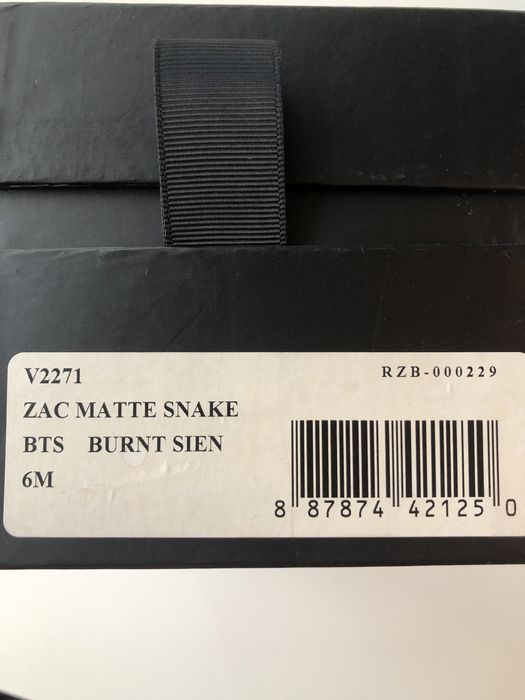 V2271
RZB-000229
ZAC MATTE SNAKE
BTS BURNT SIEN
6M
8 87874 42125 0